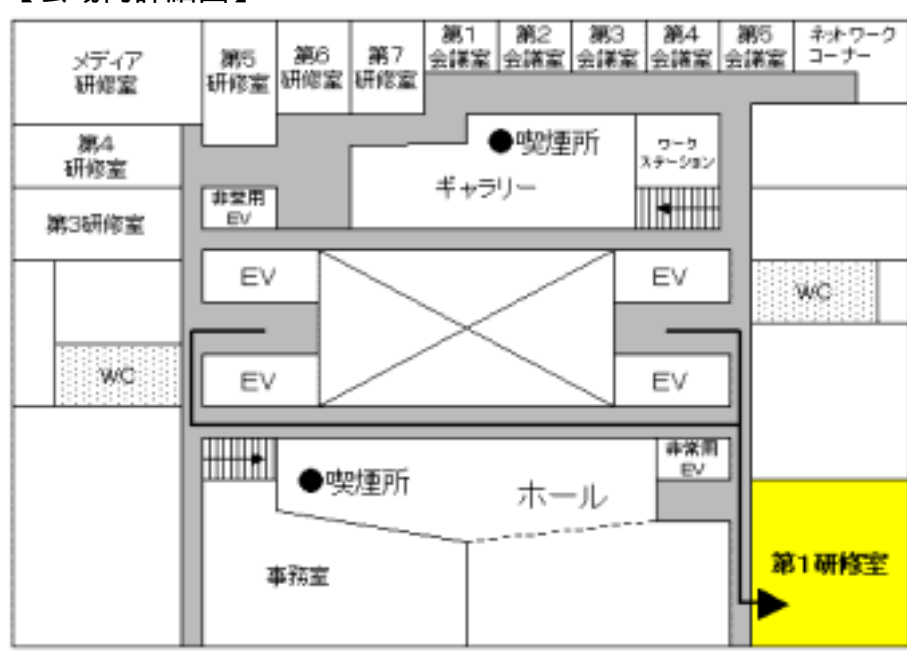 メディア
研修室
第5
研修室
第6
研修室
第7
研修室
第1
会議室
第2
会議室
第3
会議室
第4
会議室
第5
会議室
ネットワーク
コーナー
第4
研修室
●喫煙所
ワーク
ステーション
ギャラリー
非常用
EV
第3研修室
EV
EV
WC
WC
EV
EV
非常用
EV
●喫煙所
ホール
事務室
第1研修室